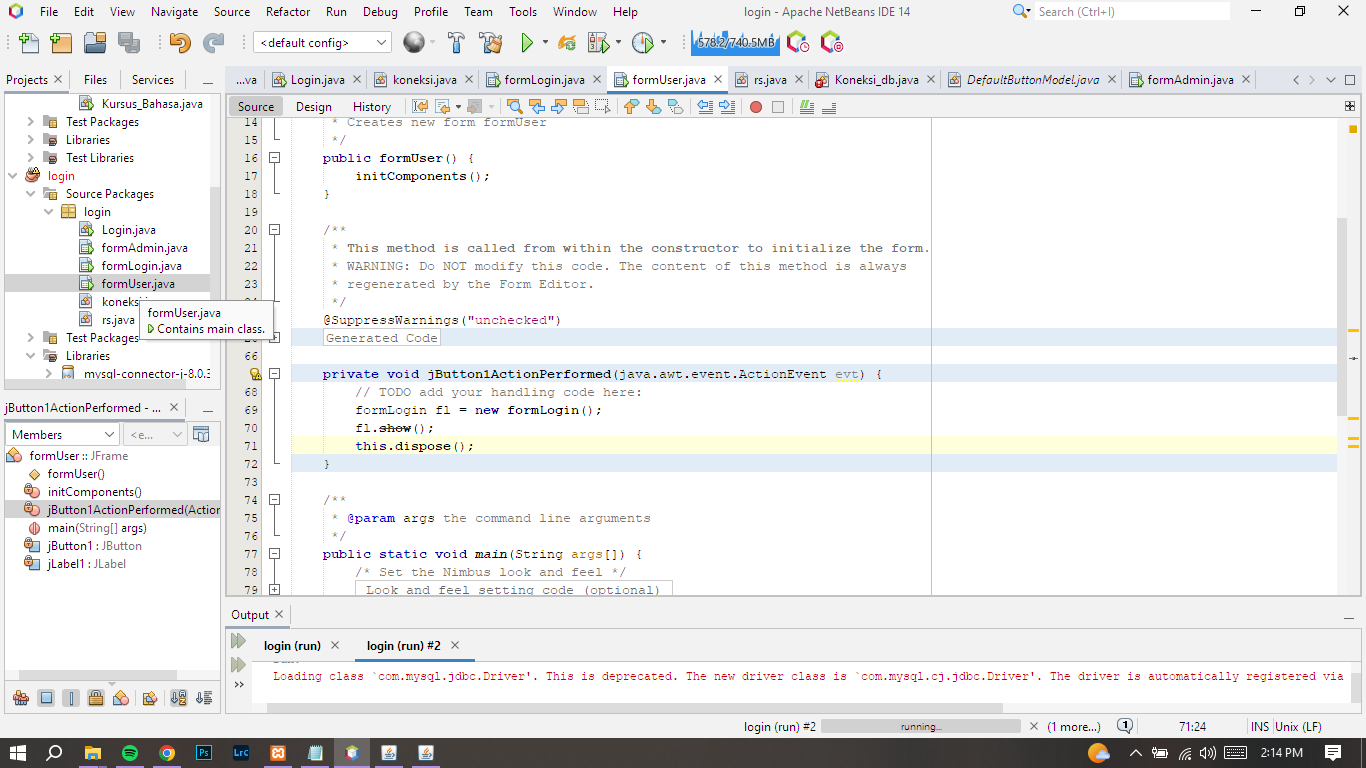 File Edit View Navigate Source Refactor Run Debug Profile Team Tools Window Help
login - Apache NetBeans IDE 14
Search (Ctrl+I)
<default config>
578.2/740.5MB
Projects Files Services
...va Login.java koneksi.java formLogin.java formUser.java rs.java Koneksi_db.java DefaultButtonModel.java formAdmin.java
Source Design History
Kursus_Bahasa.java
Test Packages
Libraries
Test Libraries
login
Source Packages
login
Login.java
formAdmin.java
formLogin.java
formUser.java
koneksi
rs.java
Test Packages
Libraries
mysql-connector-j-8.0.3
formUser.java
Contains main class.
14 * Creates new form formUser
15 */
16 public formUser() {
17 initComponents();
18 }
19
20 /**
21 * This method is called from within the constructor to initialize the form.
22 * WARNING: Do NOT modify this code. The content of this method is always
23 * regenerated by the Form Editor.
*/
@SuppressWarnings("unchecked")
Generated Code
66
private void jButton1ActionPerformed(java.awt.event.ActionEvent evt) {
68 // TODO add your handling code here:
69 formLogin fl = new formLogin();
70 fl.show();
71 this.dispose();
72 }
73
74 /**
75 * @param args the command line arguments
76 */
77 public static void main(String args[]) {
78 /* Set the Nimbus look and feel */
79 Look and feel setting code (optional)
jButton1ActionPerformed - ...
Members <e...
formUser :: JFrame
formUser()
initComponents()
jButton1ActionPerformed(Action
main(String[] args)
jButton1 : JButton
jLabel1 : JLabel
Output
login (run) login (run) #2
Loading class `com.mysql.jdbc.Driver'. This is deprecated. The new driver class is `com.mysql.cj.jdbc.Driver'. The driver is automatically registered via
login (run) #2 running... (1 more...) 1 71:24 INS Unix (LF)
Ps LrC 2:14 PM